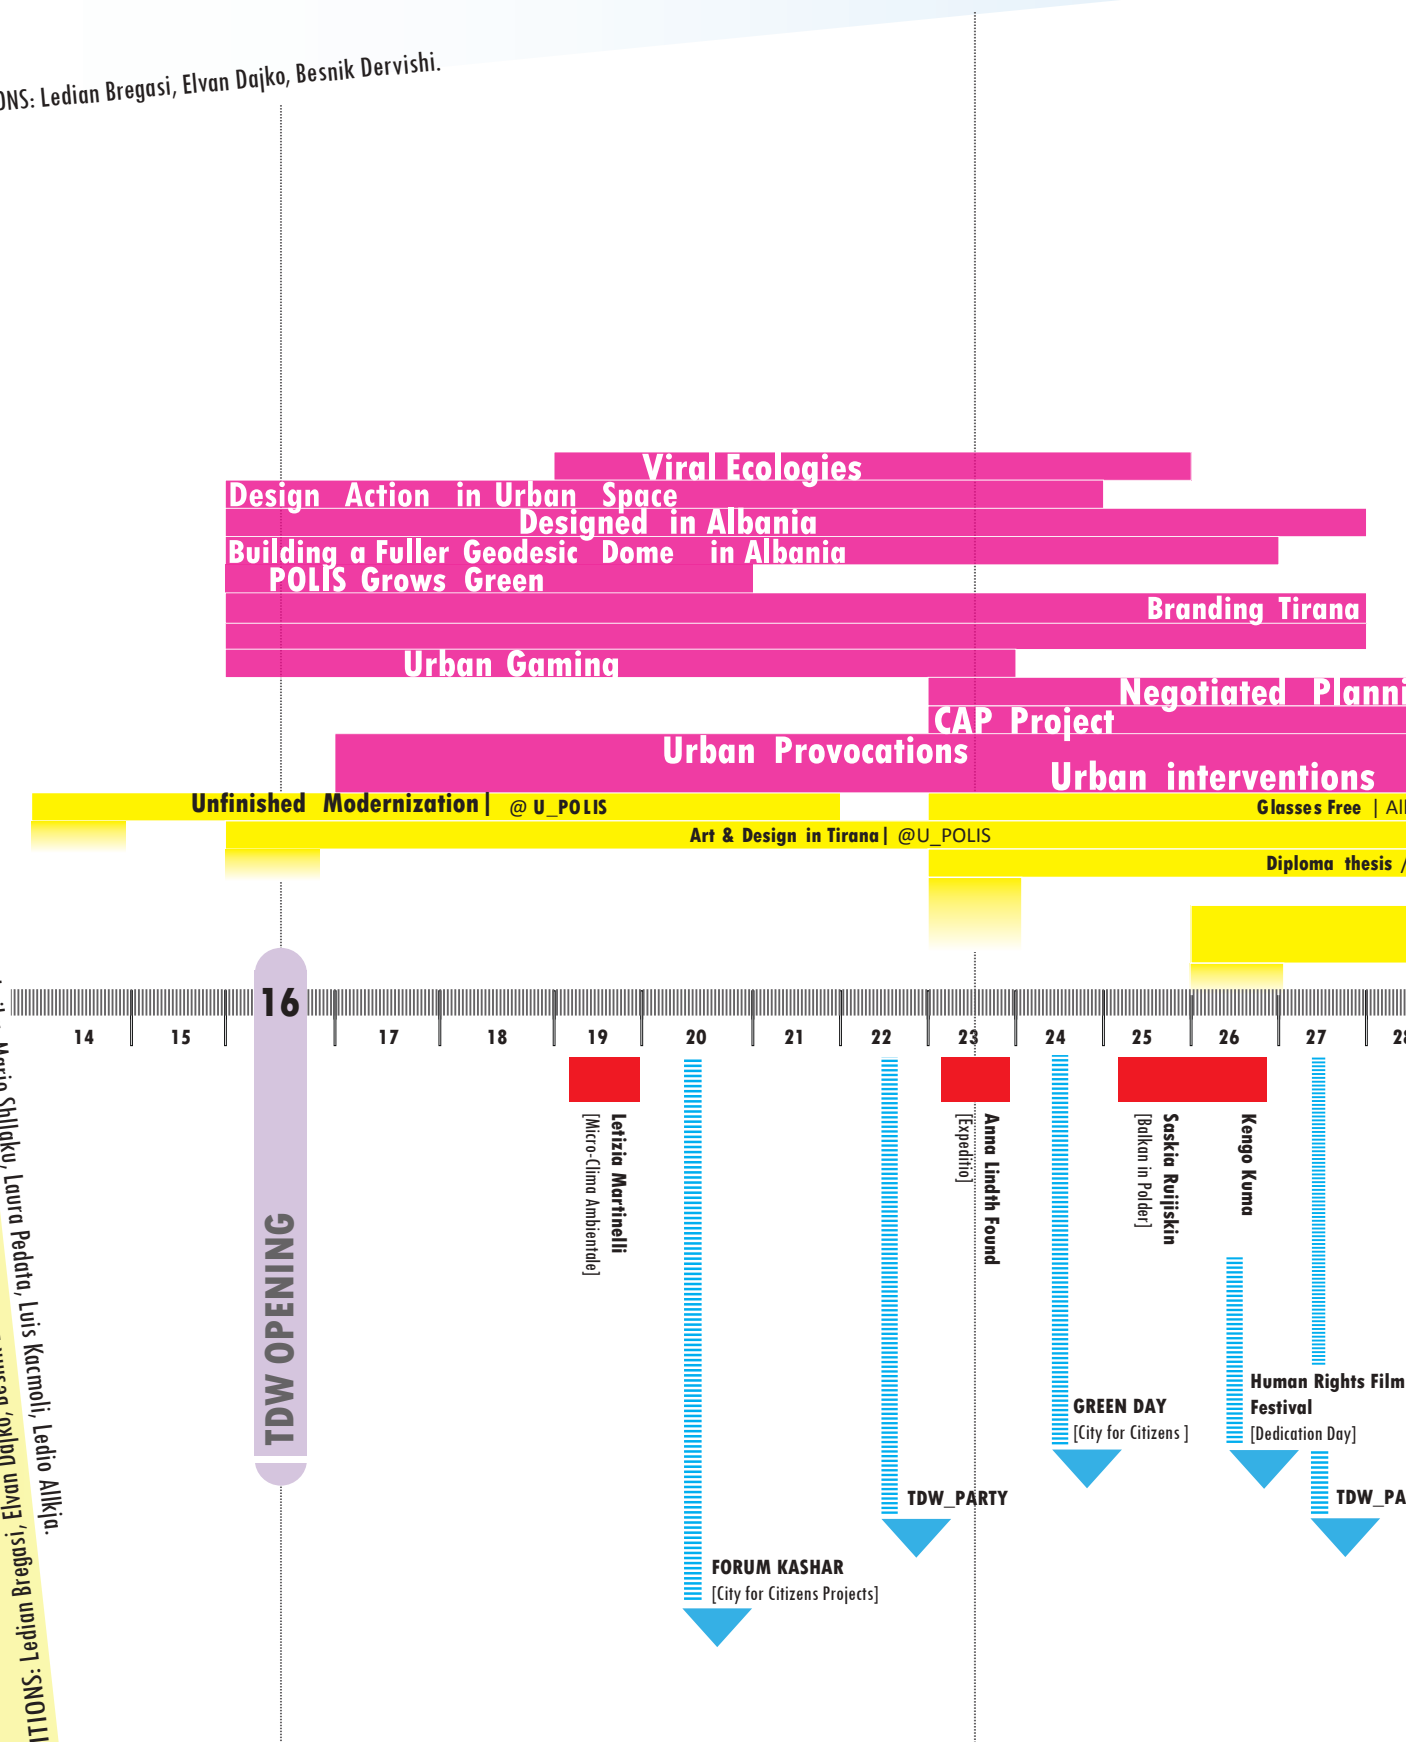 ONS: Ledian Bregasi, Elvan Dajko, Besnik Dervishi.
Viral Ecologies
Design Action in Urban Space
Designed in Albania
Building a Fuller Geodesic Dome in Albania
POLIS Grows Green
Branding Tirana
Urban Gaming
Negotiated Planni
CAP Project
Urban Provocations
Urban interventions
Unfinished Modernization| @ U_POLIS
Glasses Free | All
Art & Design in Tirana| @U_POLIS
Diploma thesis /
16
14 15 17 18 19 20 21 22 23 24 25 26 27 28
TDW OPENING
Letizia Martinelli
[Micro-Clima Ambientale]
Anna Lindth Found
[Expeditio]
Saskia Ruijiskin
[Balkan in Polder]
Kengo Kuma
Human Rights Film
Festival
[Dedication Day]
GREEN DAY
[City for Citizens ]
TDW_PARTY
TDW_PA
FORUM KASHAR
[City for Citizens Projects]
Mario Shllaku, Laura Pedata, Luis Kacmoli, Ledio Allkja.
ITIONS: Ledian Bregasi, Elvan Dajko,